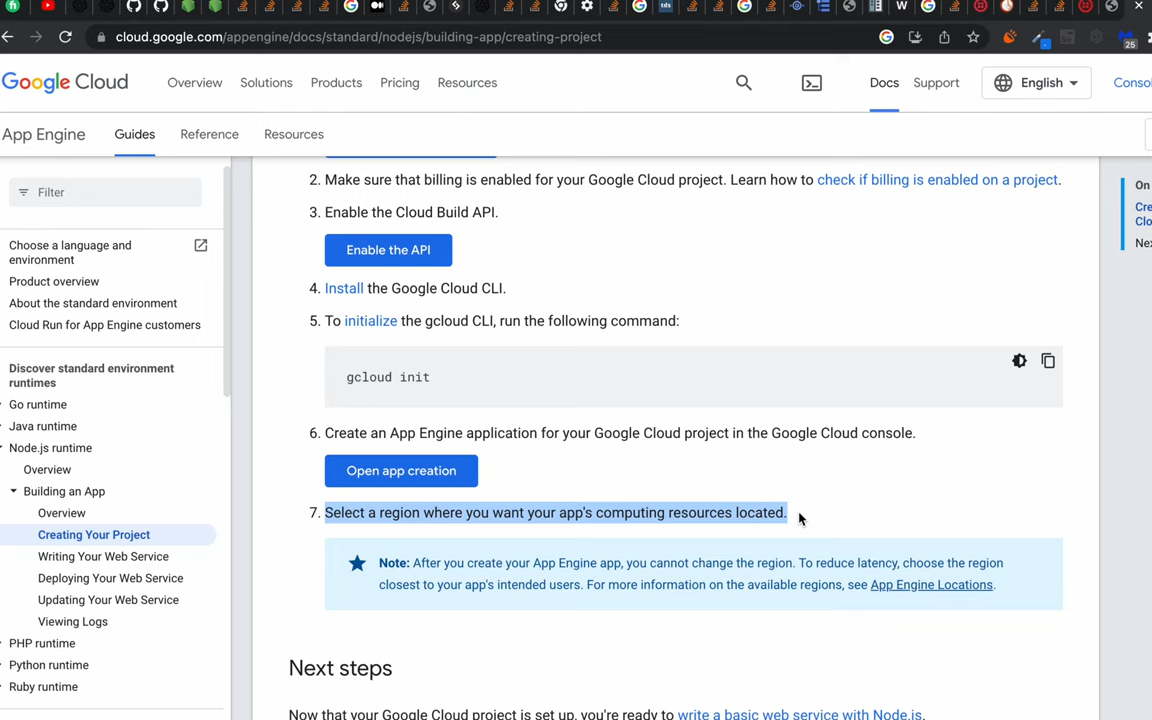 cloud.google.com/appengine/docs/standard/nodejs/building-app/creating-project
25
Google Cloud
Overview
Solutions
Products
Pricing
Resources
Docs
Support
English
Consol
App Engine
Guides
Reference
Resources
Filter
Choose a language and
environment
Product overview
About the standard environment
Cloud Run for App Engine customers
Discover standard environment
runtimes
Go runtime
Java runtime
Node.js runtime
Overview
Building an App
Overview
Creating Your Project
Writing Your Web Service
Deploying Your Web Service
Updating Your Web Service
Viewing Logs
PHP runtime
Python runtime
Ruby runtime
2. Make sure that billing is enabled for your Google Cloud project. Learn how to check if billing is enabled on a project.
3. Enable the Cloud Build API.
Enable the API
4. Install the Google Cloud CLI.
5. To initialize the gcloud CLI, run the following command:
gcloud init
6. Create an App Engine application for your Google Cloud project in the Google Cloud console.
Open app creation
7. Select a region where you want your app's computing resources located.
Note: After you create your App Engine app, you cannot change the region. To reduce latency, choose the region
closest to your app's intended users. For more information on the available regions, see App Engine Locations.
Next steps
Now that your Google Cloud project is set up, you're ready to write a basic web service with Node.js.
On
Cre
Clo
Nex